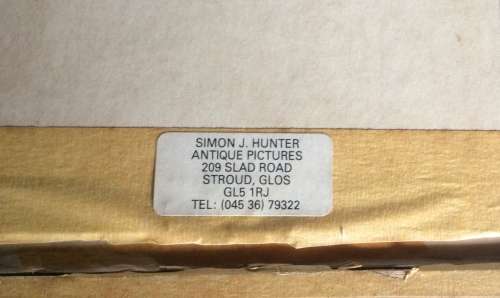 SIMON J. HUNTER
ANTIQUE PICTURES
209 SLAD ROAD
STROUD, GLOS
GL5 1RJ
TEL: (045 36) 79322